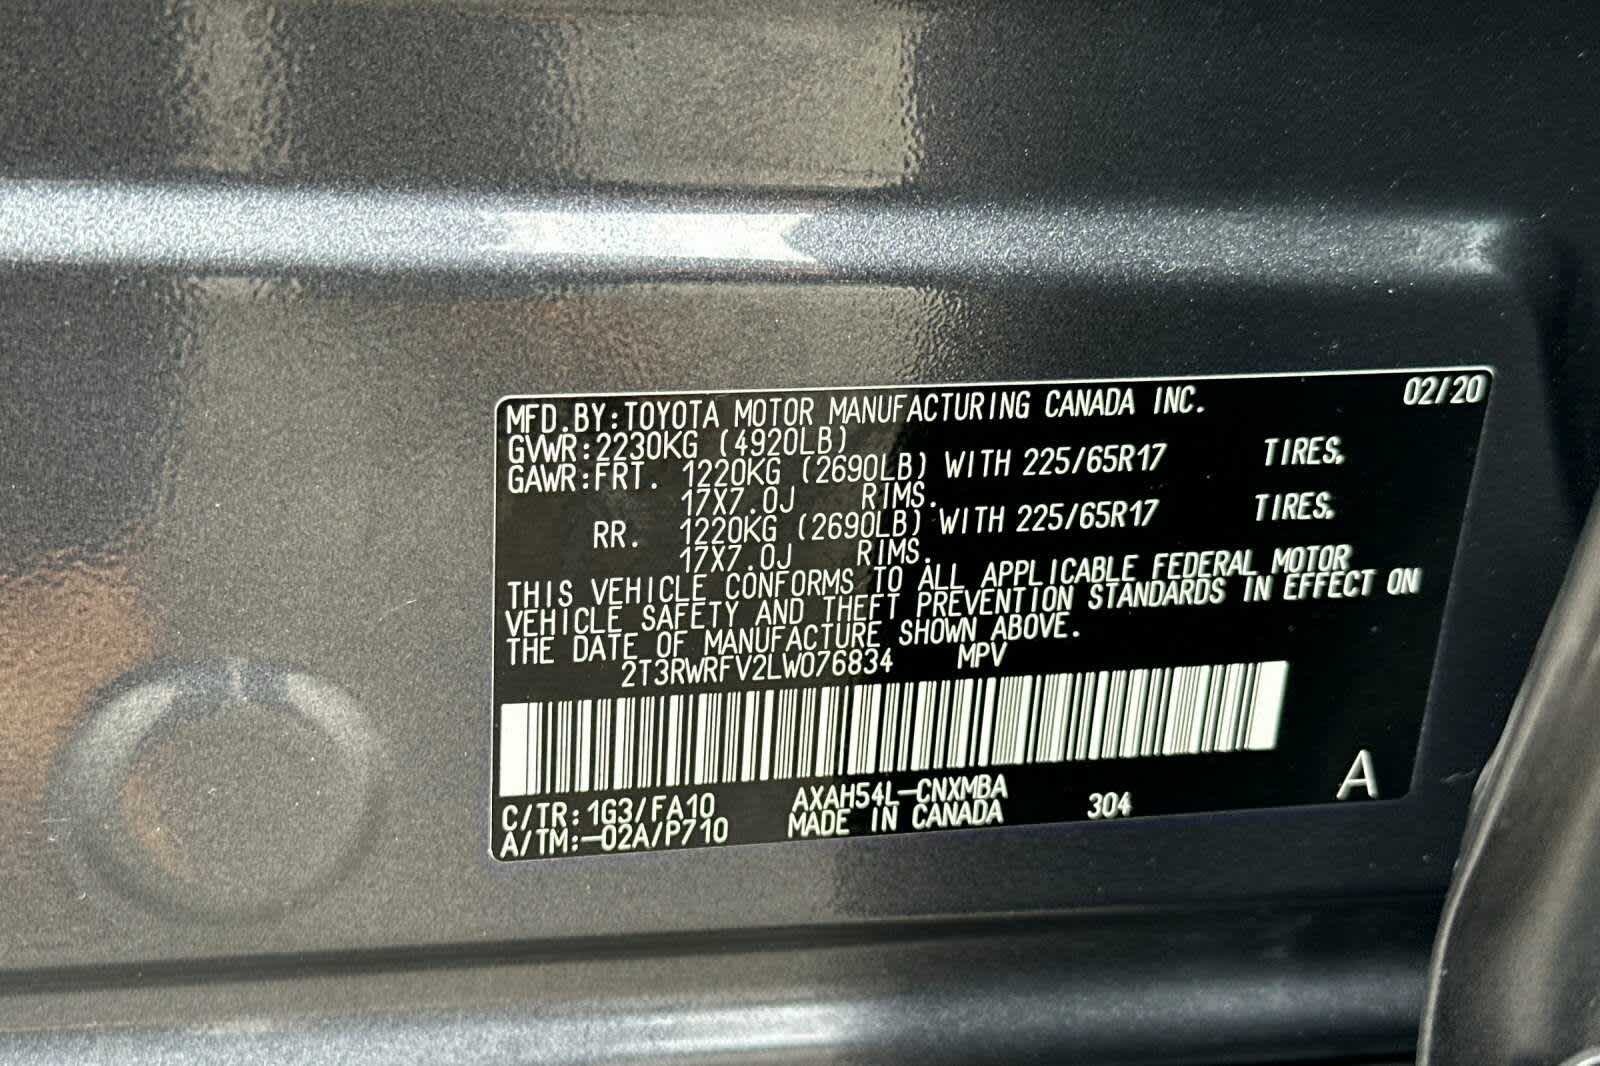 MFD.BY:TOYOTA MOTOR MANUFACTURING CANADA INC. 02/20
GVWR:2230KG (4920LB)
GAWR:FRT. 1220KG (2690LB) WITH 225/65R17 TIRES,
17X7.0J RIMS.
RR. 1220KG (2690LB) WITH 225/65R17 TIRES,
17X7.0J RIMS.
THIS VEHICLE CONFORMS TO ALL APPLICABLE FEDERAL MOTOR
VEHICLE SAFETY AND THEFT PREVENTION STANDARDS IN EFFECT ON
THE DATE OF MANUFACTURE SHOWN ABOVE.
2T3RWRFV2LW076834 MPV
C/TR:1G3/FA10 AXAH54L-CNXMBA 304 A
A/TM:-02A/P710 MADE IN CANADA